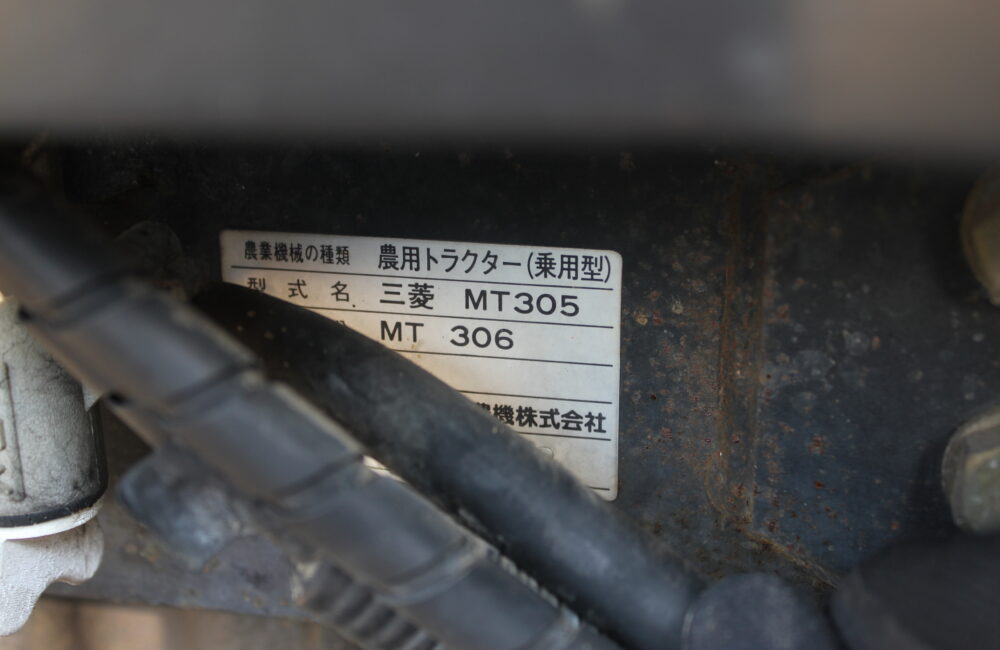 農業機械の種類 農用トラクター(乗用型)
型式名 三菱 MT305
MT 306
農機株式会社